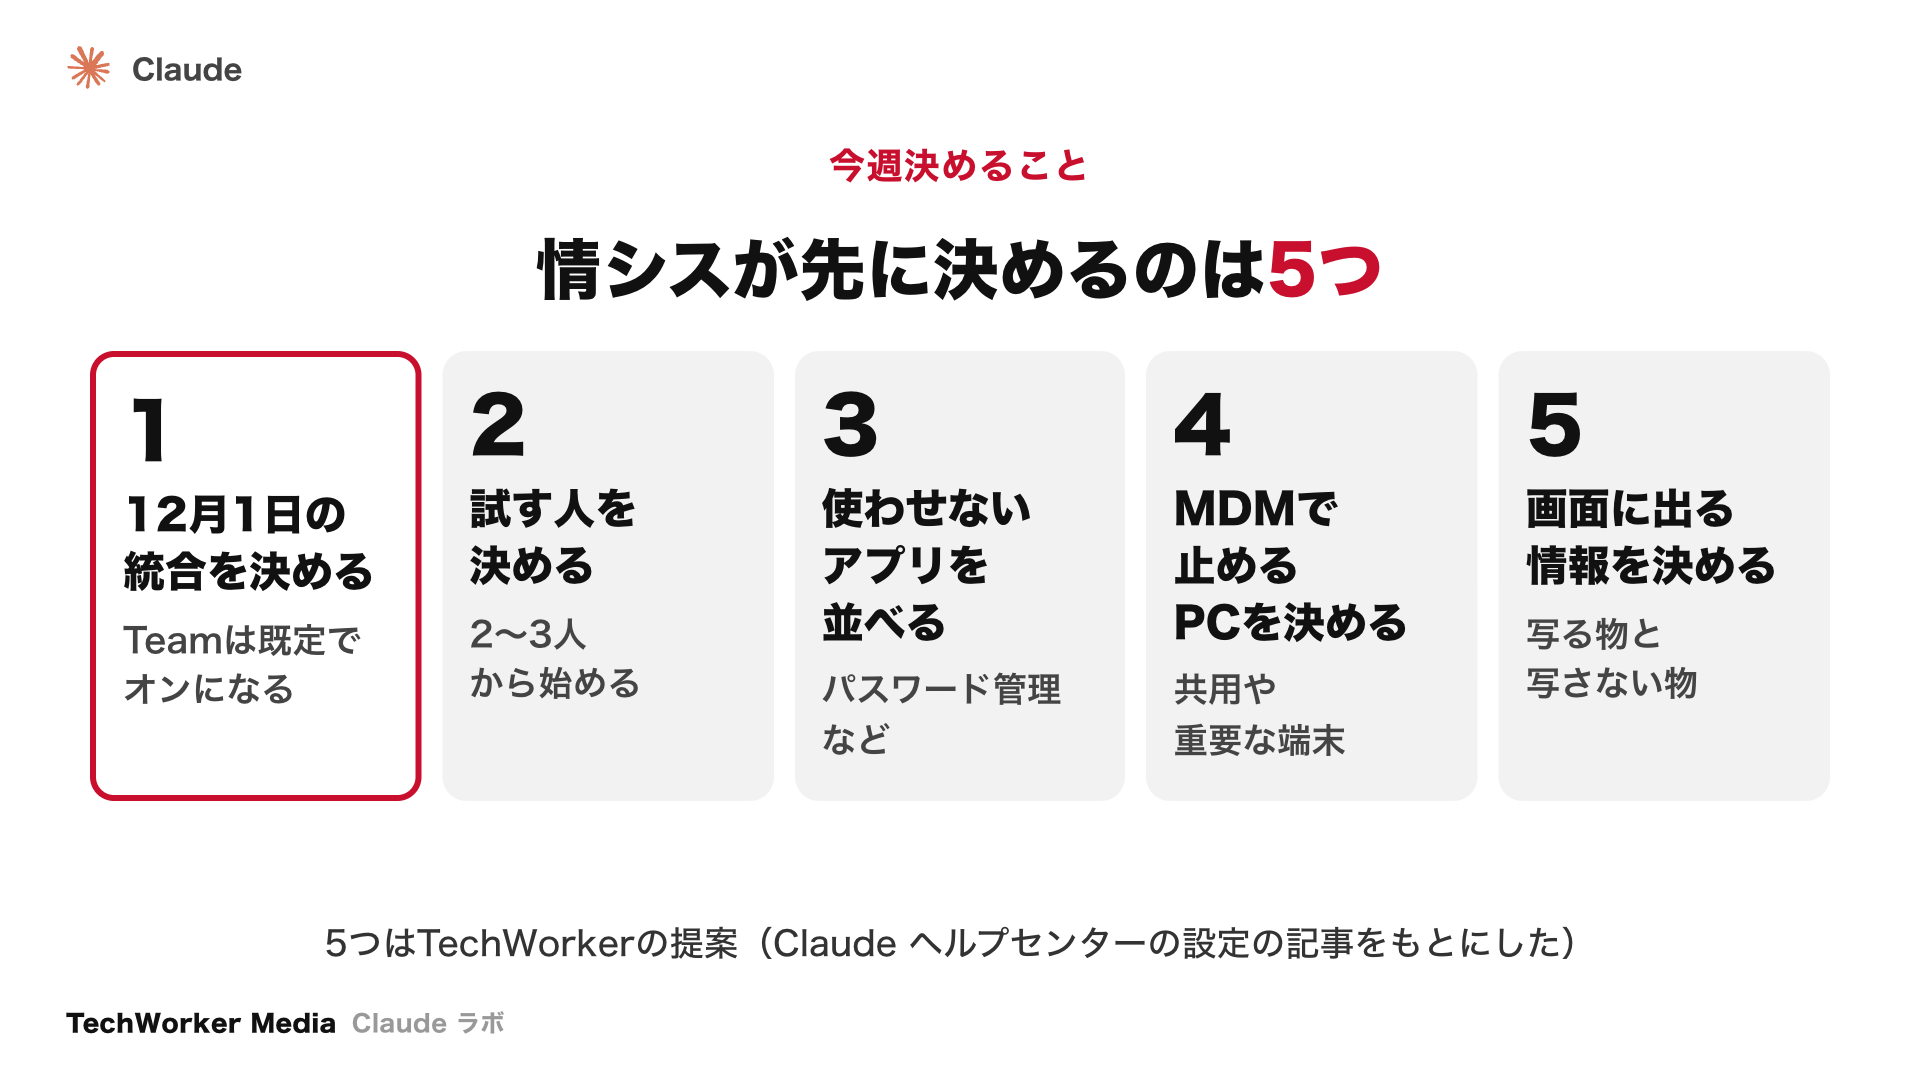 Claude
今週決めること
情シスが先に決めるのは5つ
1
12月1日の
統合を決める
Teamは既定で
オンになる
2
試す人を
決める
2〜3人
から始める
3
使わせない
アプリを
並べる
パスワード管理
など
4
MDMで
止める
PCを決める
共用や
重要な端末
5
画面に出る
情報を決める
写る物と
写さない物
5つはTechWorkerの提案（Claude ヘルプセンターの設定の記事をもとにした）
TechWorker Media Claude ラボ